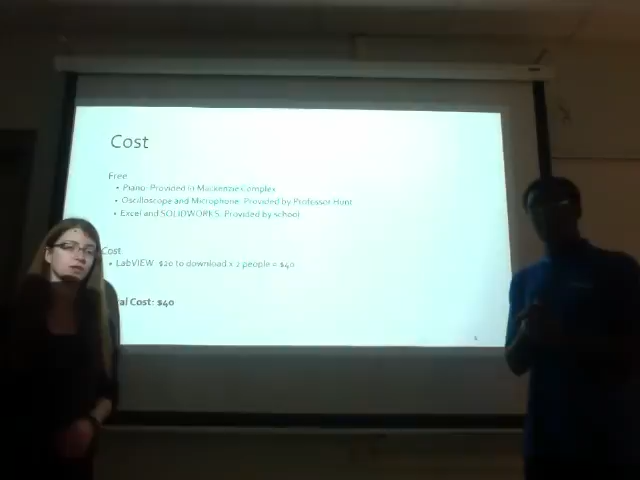 Cost
Free
• Piano: Provided in Mackenzie Complex
• Oscilloscope and Microphone: Provided by Professor Hunt
• Excel and SOLIDWORKS: Provided by school
Cost
• LabVIEW $20 to download x 2 people = $40
al Cost: $40